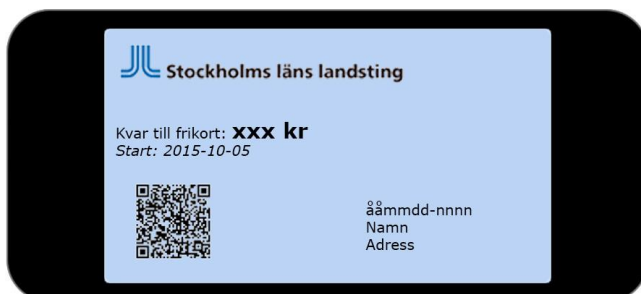 Stockholms läns landsting
Kvar till frikort: xxx kr
Start: 2015-10-05
ååmmdd-nnnn
Namn
Adress